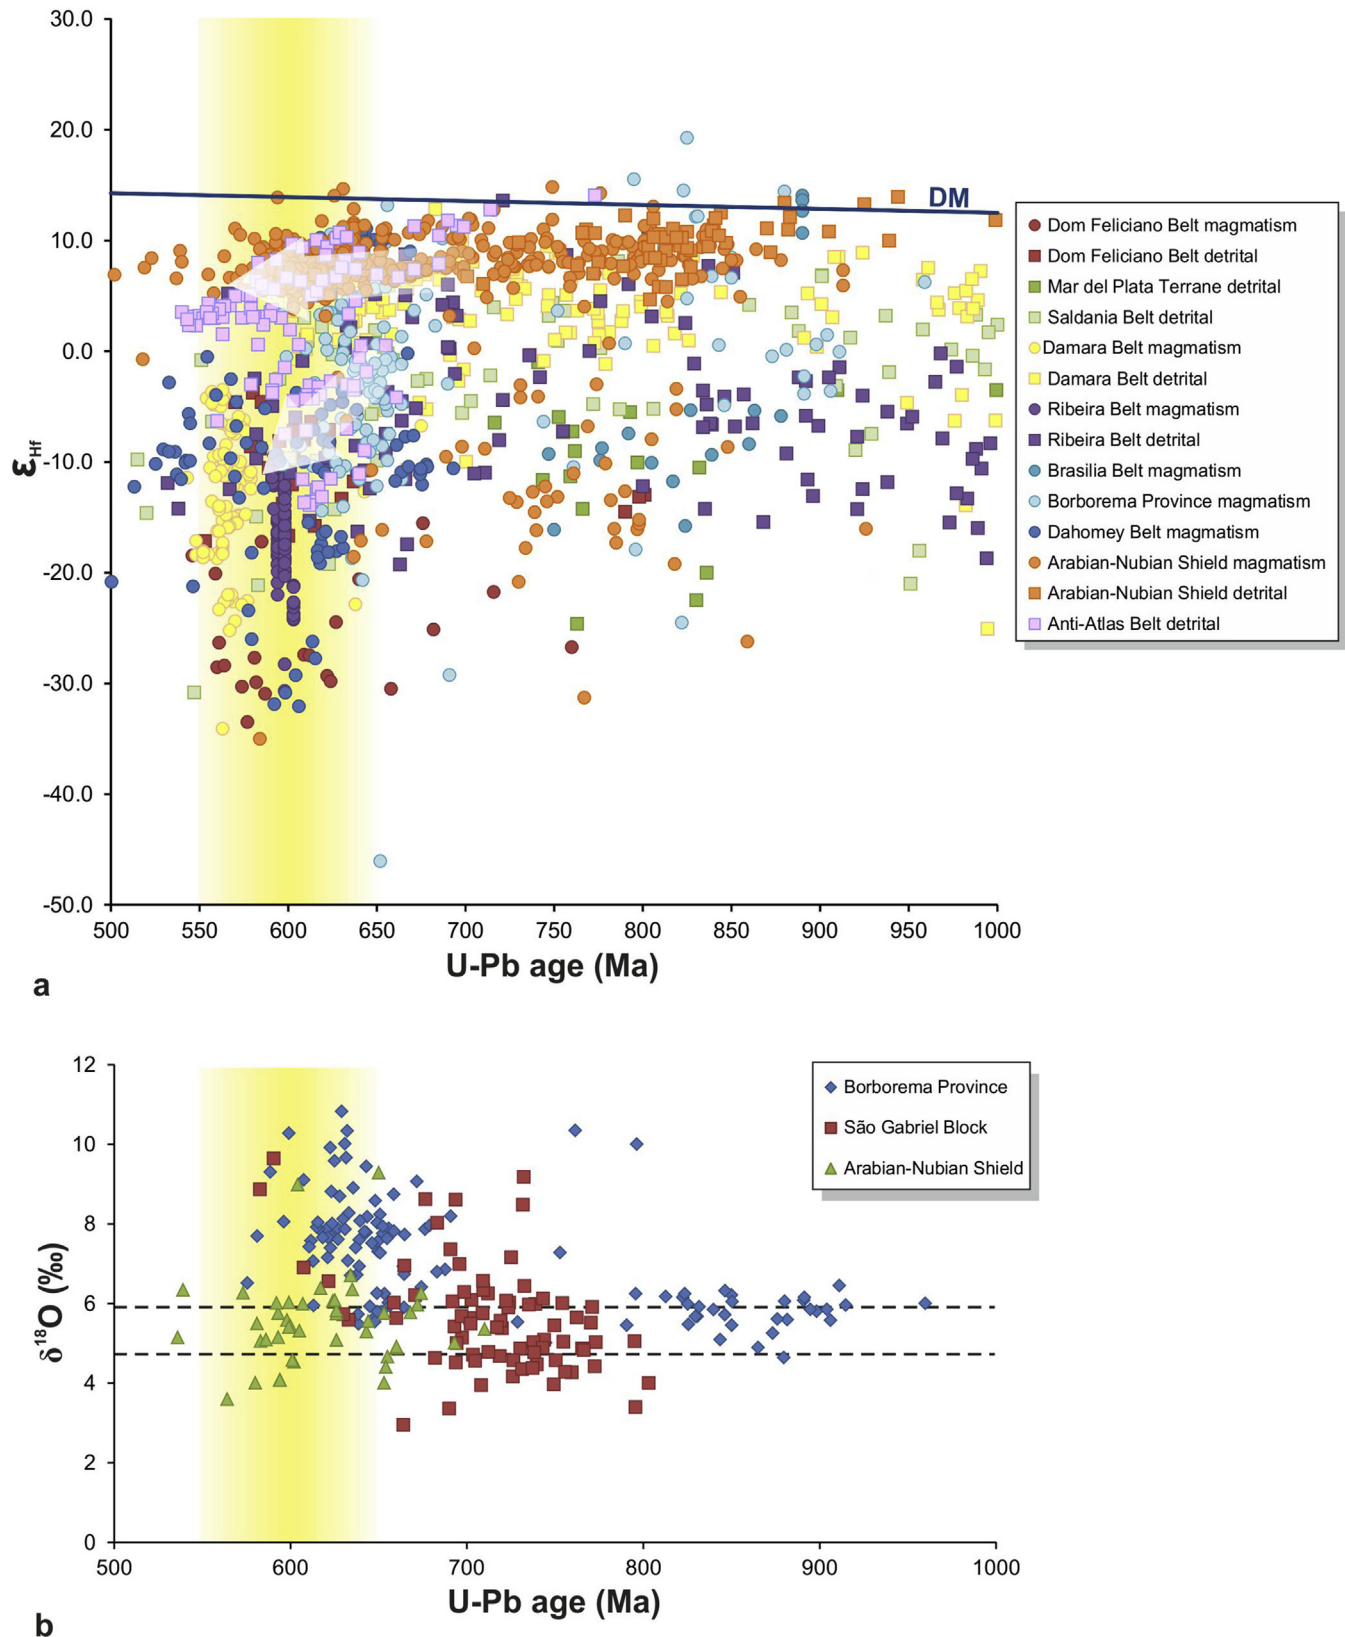 30.0
20.0
10.0
0.0
-10.0
-20.0
-30.0
-40.0
-50.0
εHf
DM
500 550 600 650 700 750 800 850 900 950 1000
U-Pb age (Ma)
a
Dom Feliciano Belt magmatism
Dom Feliciano Belt detrital
Mar del Plata Terrane detrital
Saldania Belt detrital
Damara Belt magmatism
Damara Belt detrital
Ribeira Belt magmatism
Ribeira Belt detrital
Brasilia Belt magmatism
Borborema Province magmatism
Dahomey Belt magmatism
Arabian-Nubian Shield magmatism
Arabian-Nubian Shield detrital
Anti-Atlas Belt detrital
12
10
8
6
4
2
0
δ18O (‰)
500 600 700 800 900 1000
U-Pb age (Ma)
b
Borborema Province
São Gabriel Block
Arabian-Nubian Shield